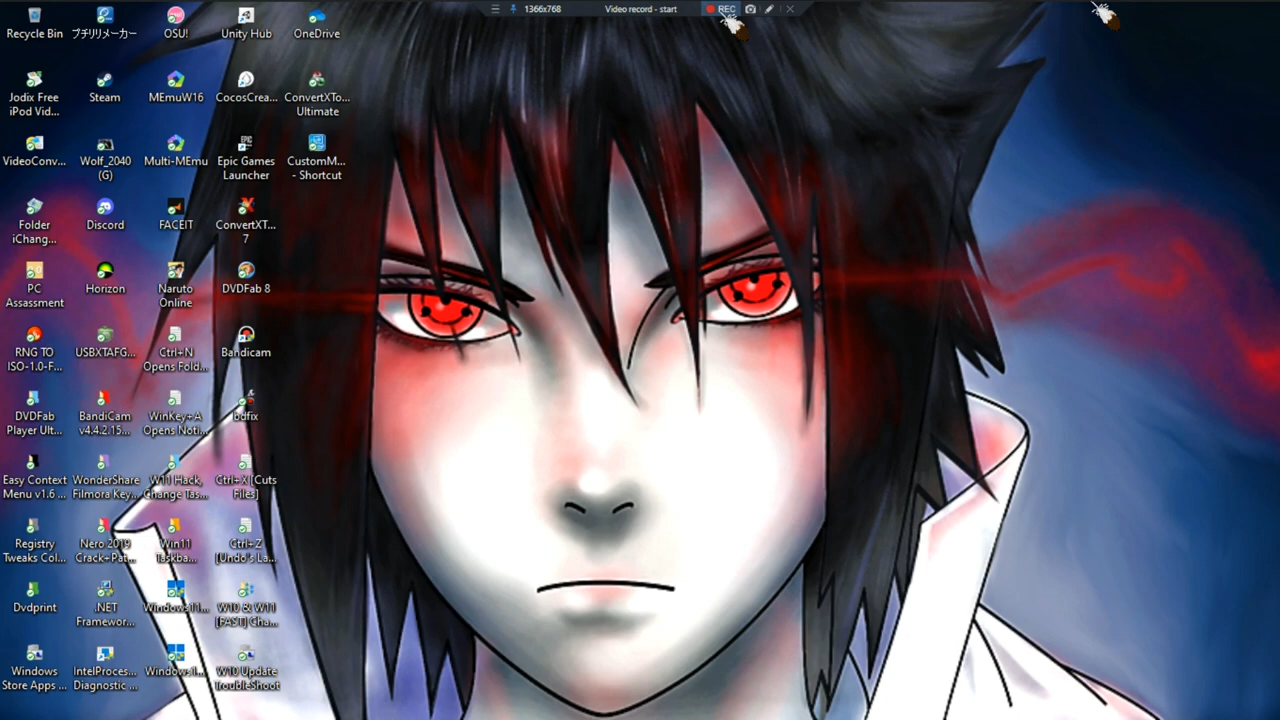 1366x768
Video record - start
REC
Recycle Bin
プチリリメーカー
OSU!
Unity Hub
OneDrive
Jodix Free
iPod Vid...
Steam
MEmuW16
CocosCrea...
ConvertXTo...
Ultimate
VideoConv...
Wolf_2040
(G)
Multi-MEmu
Epic Games
Launcher
CustomM...
- Shortcut
Folder
iChang...
Discord
FACEIT
ConvertXT...
7
PC
Assassment
Horizon
Naruto
Online
DVDFab 8
RNG TO
ISO-1.0-F...
USBXTAFG...
Ctrl+N
Opens Fold...
Bandicam
DVDFab
Player Ult...
BandiCam
v4.4.2.15...
WinKey+A
Opens Noti...
bdfix
Easy Context
Menu v1.6 ...
WonderShare
Filmora Key...
W11 Hack,
Change Tas...
Ctrl+X [Cuts
Files]
Registry
Tweaks Col...
Nero 2019
Crack+Pat...
Win11
Taskba...
Ctrl+Z
[Undo's La...
Dvdprint
.NET
Framewor...
Windows11...
W10 & W11
[FAST] Cha...
Windows
Store Apps ...
IntelProces...
Diagnostic ...
W10 Update
TroubleShoot